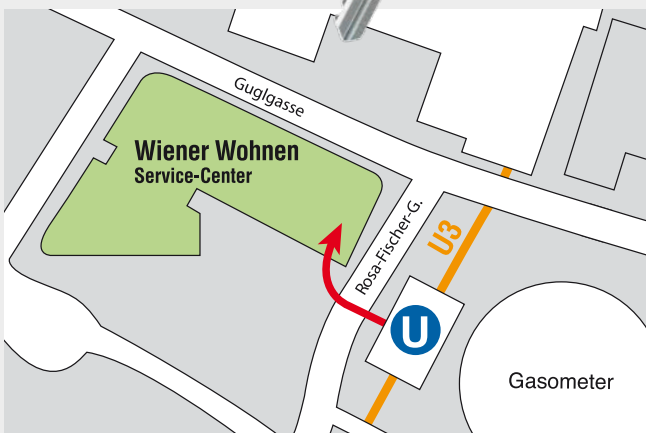 Guglgasse
Wiener Wohnen
Service-Center
Rosa-Fischer-G.
U3
U
Gasometer